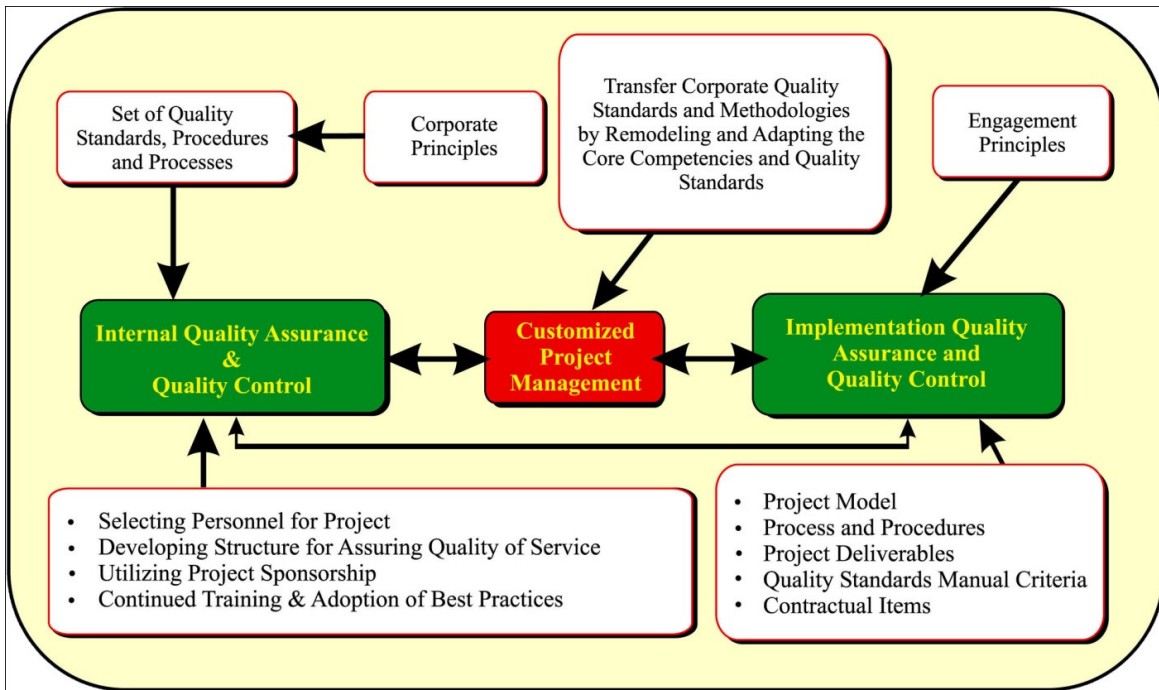 Set of Quality
Standards, Procedures
and Processes
Corporate
Principles
Transfer Corporate Quality
Standards and Methodologies
by Remodeling and Adapting the
Core Competencies and Quality
Standards
Engagement
Principles
Internal Quality Assurance
&
Quality Control
Customized
Project
Management
Implementation Quality
Assurance and
Quality Control
• Selecting Personnel for Project
• Developing Structure for Assuring Quality of Service
• Utilizing Project Sponsorship
• Continued Training & Adoption of Best Practices
• Project Model
• Process and Procedures
• Project Deliverables
• Quality Standards Manual Criteria
• Contractual Items